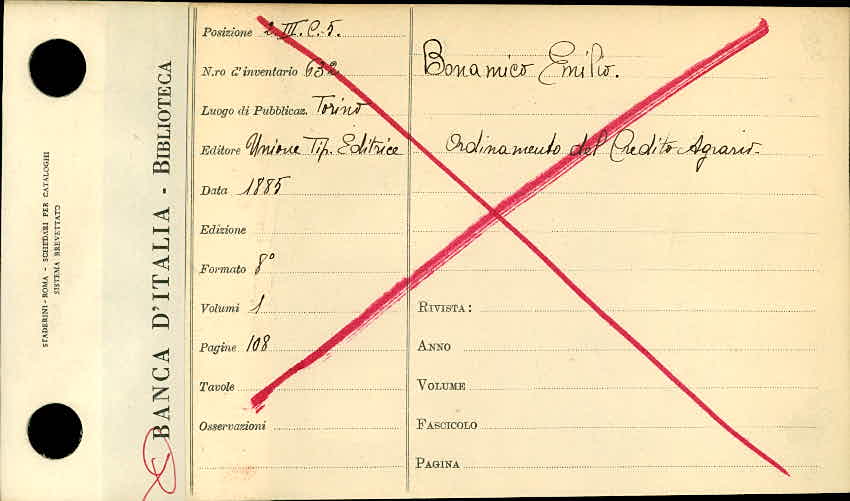 STADERINI - ROMA - SCHEDARI PER CATALOGHI
SISTEMA BREVETTATO
BANCA D'ITALIA - BIBLIOTECA
Posizione 2. III. C. 5.
N.ro d'inventario 632
Luogo di Pubblicaz. Torino
Editore Unione Tip. Editrice
Data 1885
Edizione
Formato 8°
Volumi 1
Pagine 108
Tavole
Osservazioni
Bonamico Emilio.
Ordinamento del Credito Agrario.
RIVISTA:
ANNO
VOLUME
FASCICOLO
PAGINA